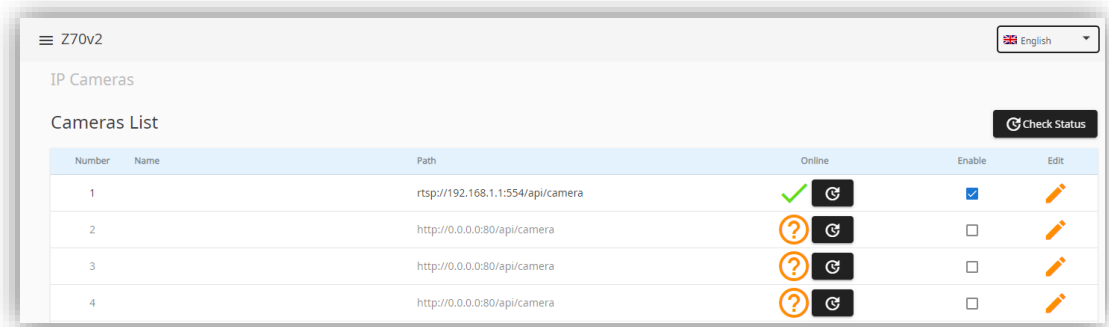 Z70v2 English
IP Cameras
Cameras List Check Status
Number Name Path Online Enable Edit
1 rtsp://192.168.1.1:554/api/camera
2 http://0.0.0.0:80/api/camera
3 http://0.0.0.0:80/api/camera
4 http://0.0.0.0:80/api/camera